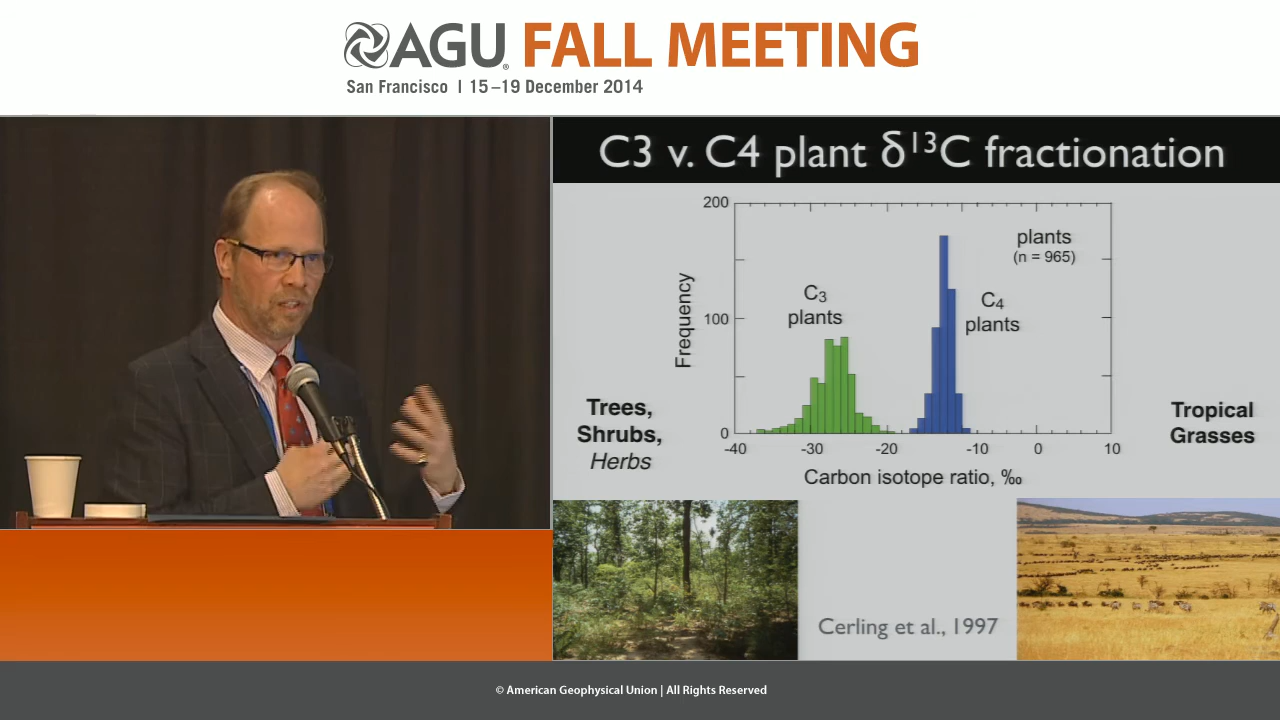 AGU® FALL MEETING
San Francisco | 15–19 December 2014
C3 v. C4 plant δ¹³C fractionation
200
100
0
Frequency
plants
(n = 965)
C₃
plants
C₄
plants
-40 -30 -20 -10 0 10
Carbon isotope ratio, ‰
Trees,
Shrubs,
Herbs
Tropical
Grasses
Cerling et al., 1997
© American Geophysical Union | All Rights Reserved